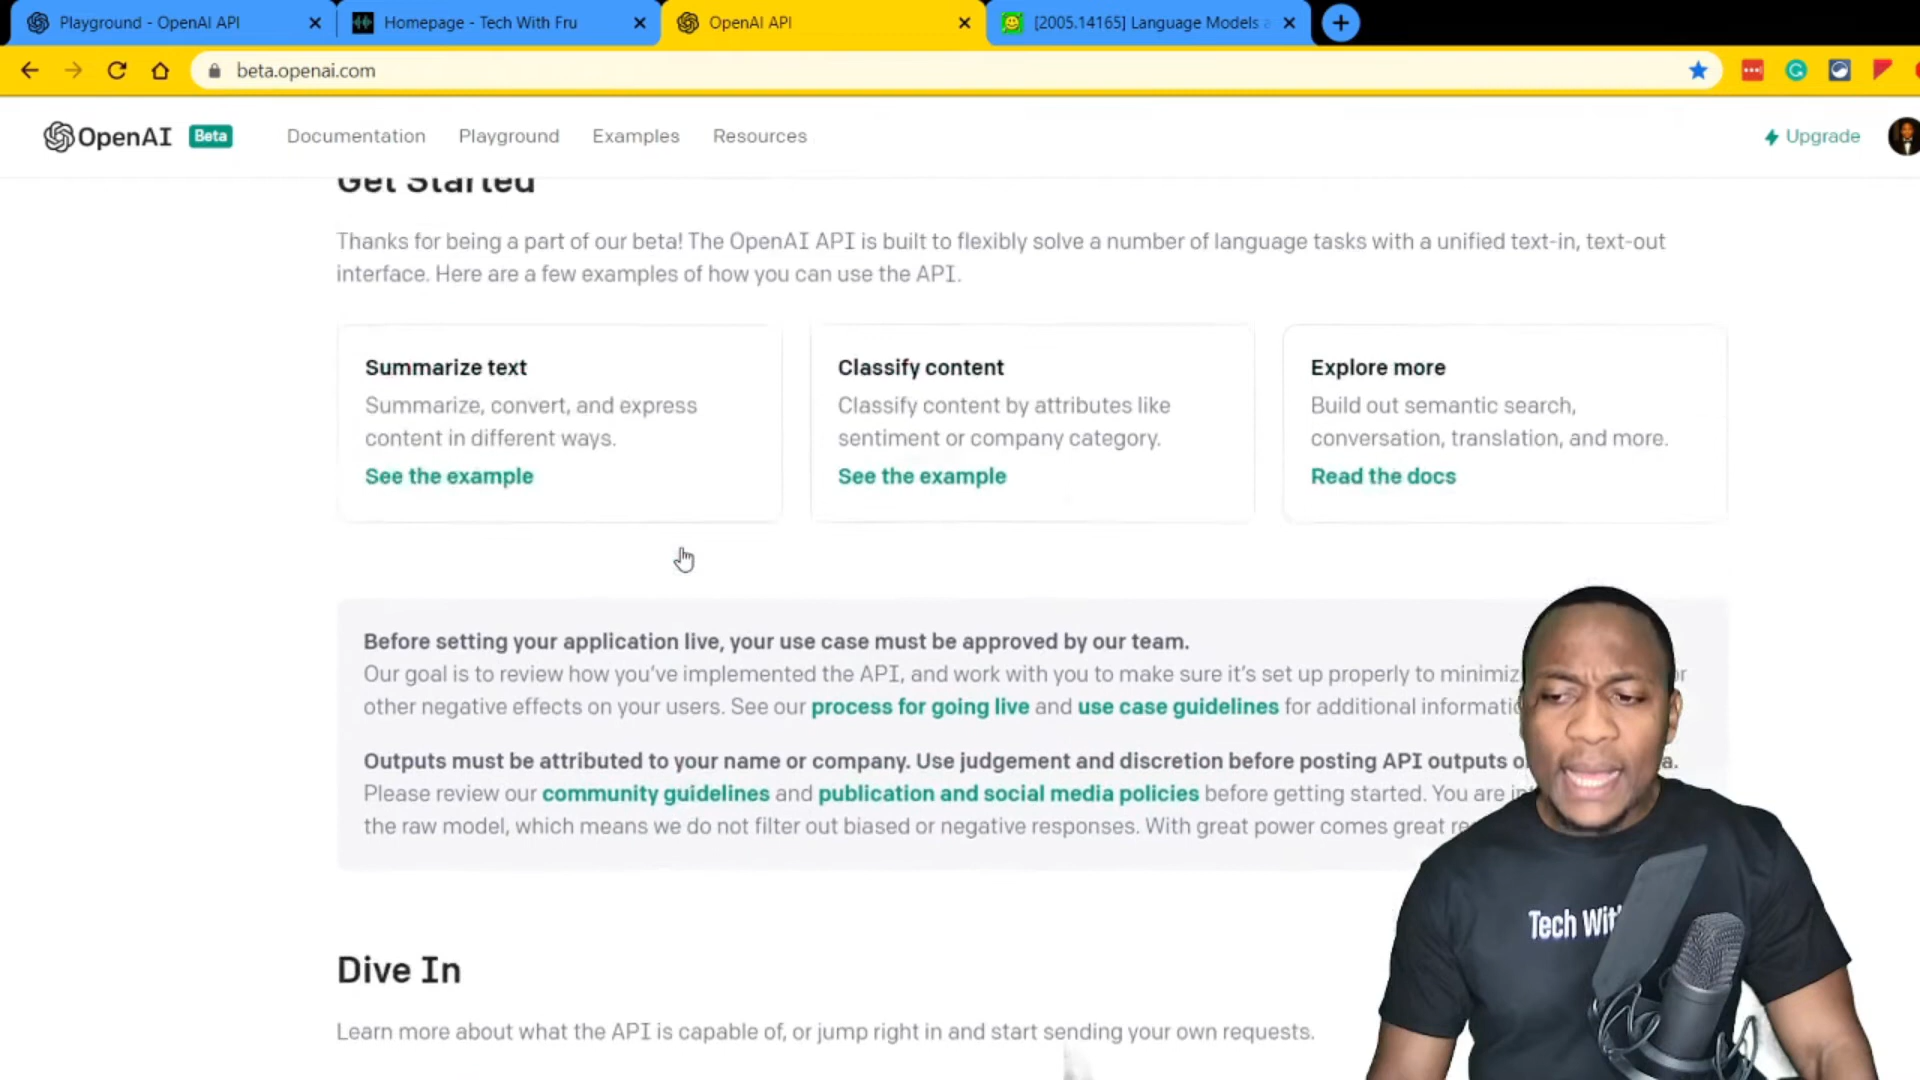 Playground - OpenAI API
Homepage - Tech With Fru
OpenAI API
[2005.14165] Language Models
beta.openai.com
OpenAI Beta
Documentation
Playground
Examples
Resources
Upgrade
Get Started
Thanks for being a part of our beta! The OpenAI API is built to flexibly solve a number of language tasks with a unified text-in, text-out
interface. Here are a few examples of how you can use the API.
Summarize text
Summarize, convert, and express
content in different ways.
See the example
Classify content
Classify content by attributes like
sentiment or company category.
See the example
Explore more
Build out semantic search,
conversation, translation, and more.
Read the docs
Before setting your application live, your use case must be approved by our team.
Our goal is to review how you've implemented the API, and work with you to make sure it's set up properly to minimiz
other negative effects on your users. See our process for going live and use case guidelines for additional informatio
Outputs must be attributed to your name or company. Use judgement and discretion before posting API outputs o a.
Please review our community guidelines and publication and social media policies before getting started. You are in
the raw model, which means we do not filter out biased or negative responses. With great power comes great re
Tech Wit
Dive In
Learn more about what the API is capable of, or jump right in and start sending your own requests.